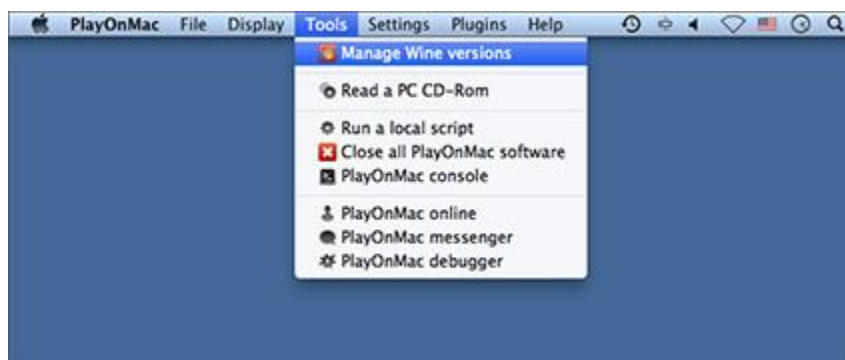 PlayOnMac File Display Tools Settings Plugins Help
Manage Wine versions
Read a PC CD-Rom
Run a local script
Close all PlayOnMac software
PlayOnMac console
PlayOnMac online
PlayOnMac messenger
PlayOnMac debugger